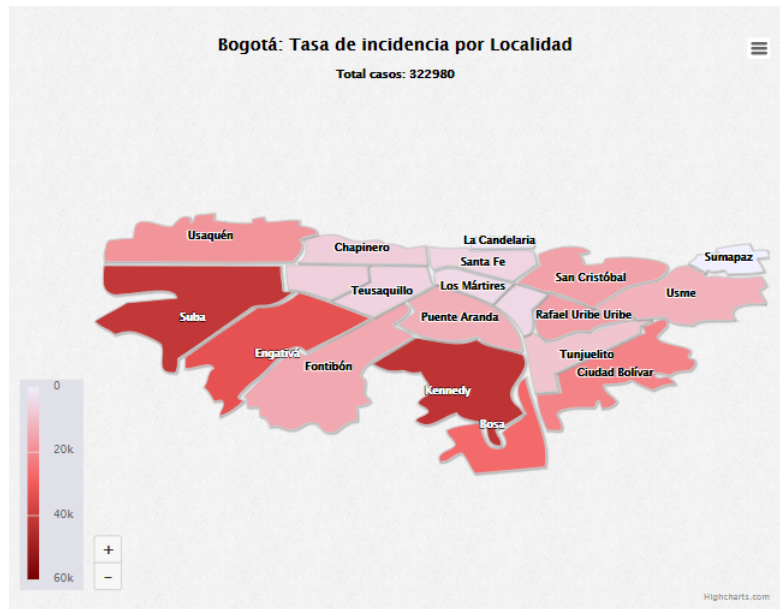 Bogotá: Tasa de incidencia por Localidad
Total casos: 322980
Usaquén
Chapinero
La Candelaria
Santa Fe
Sumapaz
San Cristóbal
Teusaquillo
Los Mártires
Usme
Suba
Puente Aranda
Rafael Uribe Uribe
Engativá
Tunjuelito
Fontibón
Ciudad Bolívar
Kennedy
Bosa
0
20k
40k
60k
+
−
Highcharts.com